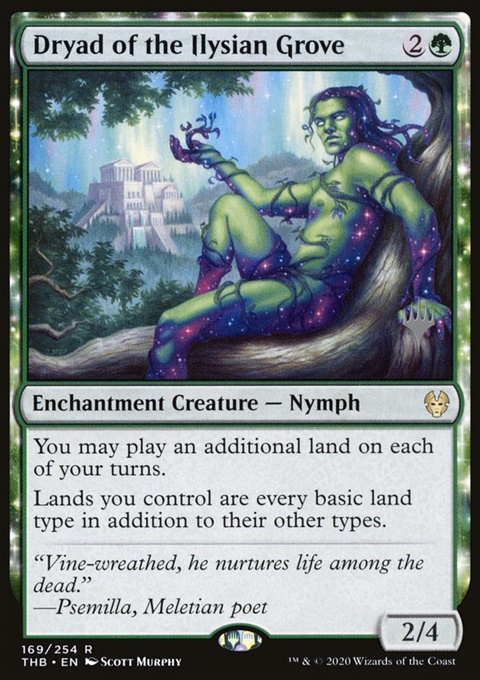 Dryad of the Ilysian Grove 2
Enchantment Creature — Nymph
You may play an additional land on each
of your turns.
Lands you control are every basic land
type in addition to their other types.
“Vine-wreathed, he nurtures life among the
dead.”
—Psemilla, Meletian poet
2/4
169/254 R
THB • EN Scott Murphy
™ & © 2020 Wizards of the Coast